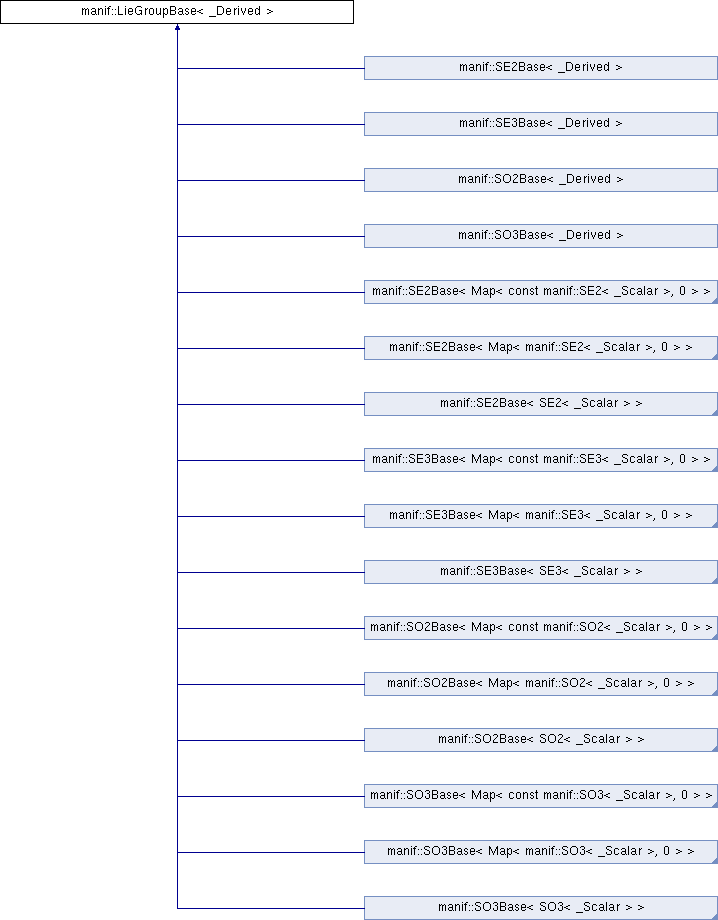 manif::LieGroupBase< _Derived >
manif::SE2Base< _Derived >
manif::SE3Base< _Derived >
manif::SO2Base< _Derived >
manif::SO3Base< _Derived >
manif::SE2Base< Map< const manif::SE2< _Scalar >, 0 > >
manif::SE2Base< Map< manif::SE2< _Scalar >, 0 > >
manif::SE2Base< SE2< _Scalar > >
manif::SE3Base< Map< const manif::SE3< _Scalar >, 0 > >
manif::SE3Base< Map< manif::SE3< _Scalar >, 0 > >
manif::SE3Base< SE3< _Scalar > >
manif::SO2Base< Map< const manif::SO2< _Scalar >, 0 > >
manif::SO2Base< Map< manif::SO2< _Scalar >, 0 > >
manif::SO2Base< SO2< _Scalar > >
manif::SO3Base< Map< const manif::SO3< _Scalar >, 0 > >
manif::SO3Base< Map< manif::SO3< _Scalar >, 0 > >
manif::SO3Base< SO3< _Scalar > >